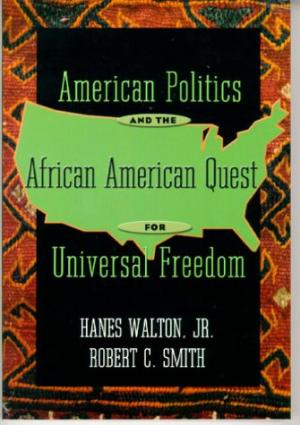 American Politics
AND THE
African American Quest
FOR
Universal Freedom
HANES WALTON, JR.
ROBERT C. SMITH